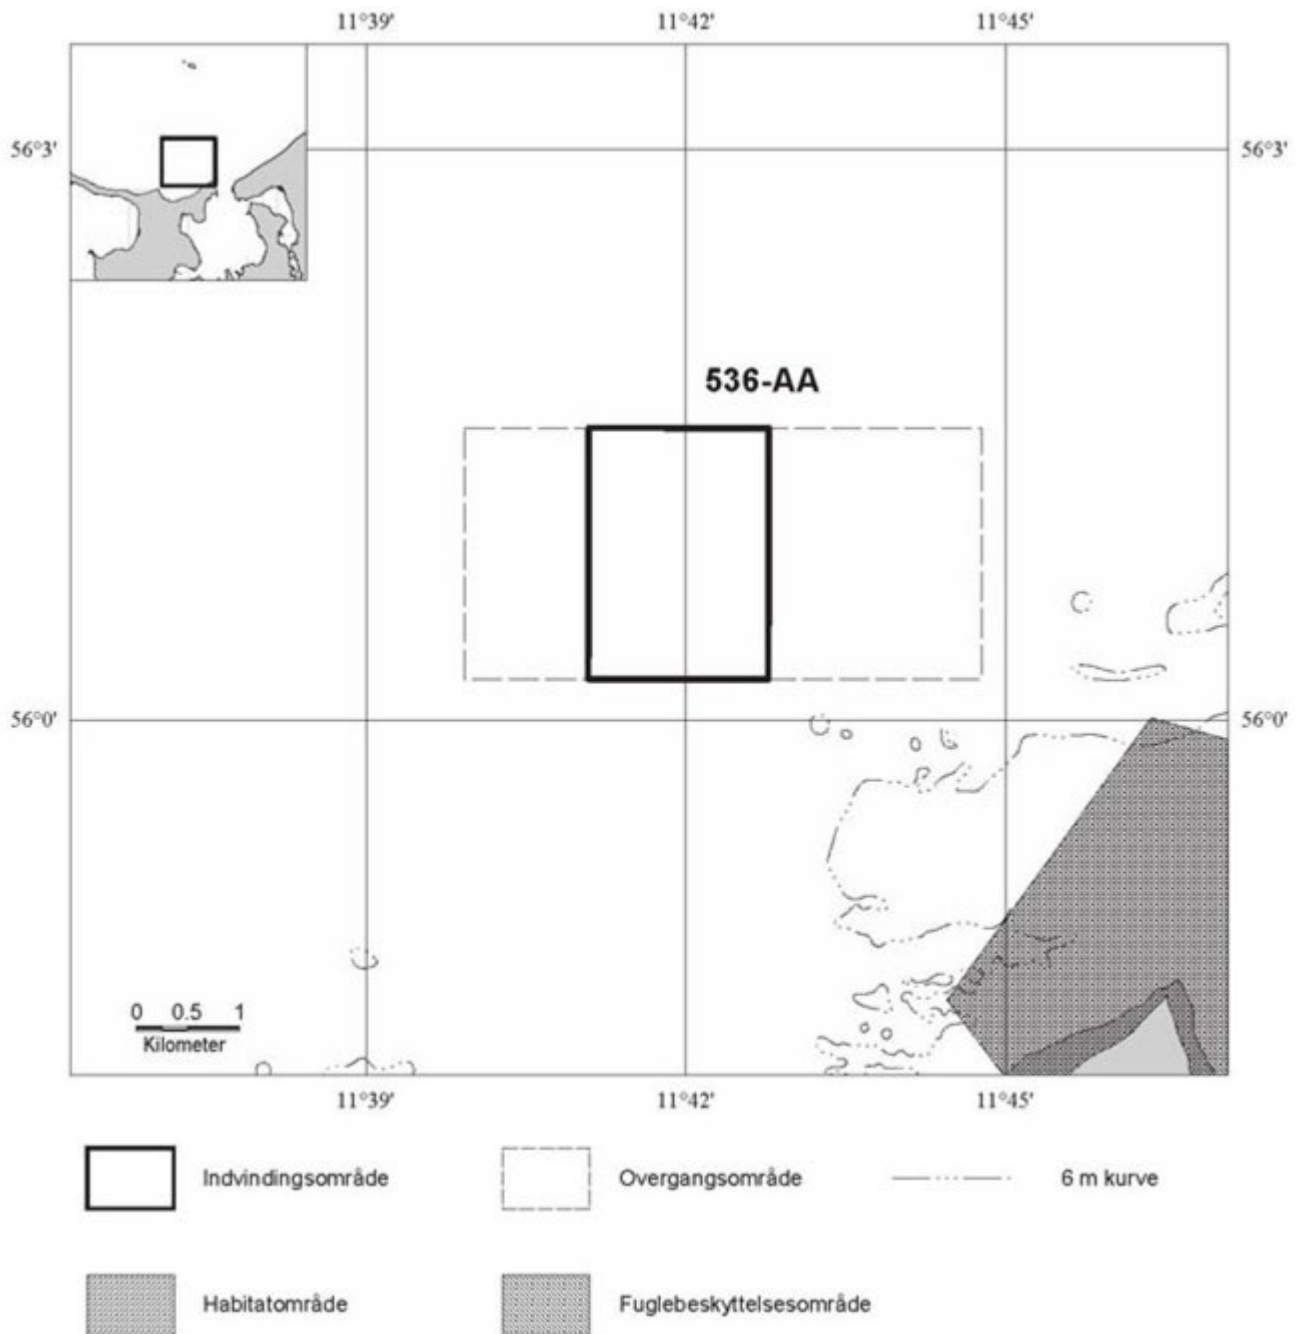 11°39' 11°42' 11°45'
56°3' 56°3'
536-AA
56°0' 56°0'
0 0.5 1
Kilometer
11°39' 11°42' 11°45'
Indvindingsområde Overgangsområde 6 m kurve
Habitatområde Fuglebeskyttelsesområde